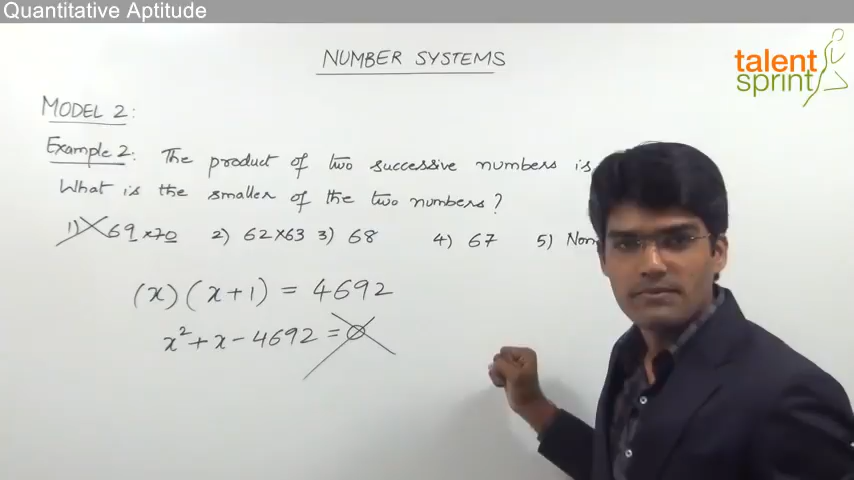 Quantitative Aptitude
NUMBER SYSTEMS
talent
sprint
MODEL 2:
Example 2: The product of two successive numbers is
What is the smaller of the two numbers?
1) 69 x70 2) 62x63 3) 68 4) 67 5) Non
(x) (x+1) = 4692
x² + x - 4692 = 0